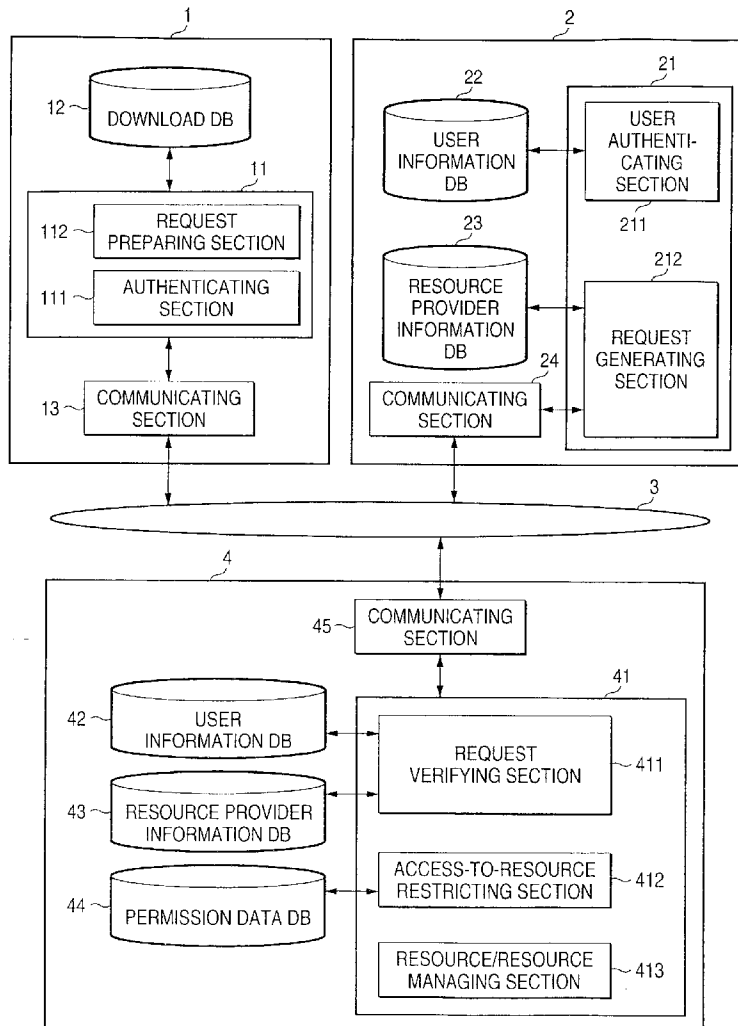 1
12
DOWNLOAD DB
11
112
REQUEST
PREPARING SECTION
111
AUTHENTICATING
SECTION
13
COMMUNICATING
SECTION
2
22
USER
INFORMATION
DB
21
USER
AUTHENTI-
CATING
SECTION
211
23
RESOURCE
PROVIDER
INFORMATION
DB
212
REQUEST
GENERATING
SECTION
24
COMMUNICATING
SECTION
3
4
45
COMMUNICATING
SECTION
41
42
USER
INFORMATION DB
REQUEST
VERIFYING SECTION
411
43
RESOURCE PROVIDER
INFORMATION DB
44
PERMISSION DATA DB
ACCESS-TO-RESOURCE
RESTRICTING SECTION
412
RESOURCE/RESOURCE
MANAGING SECTION
413